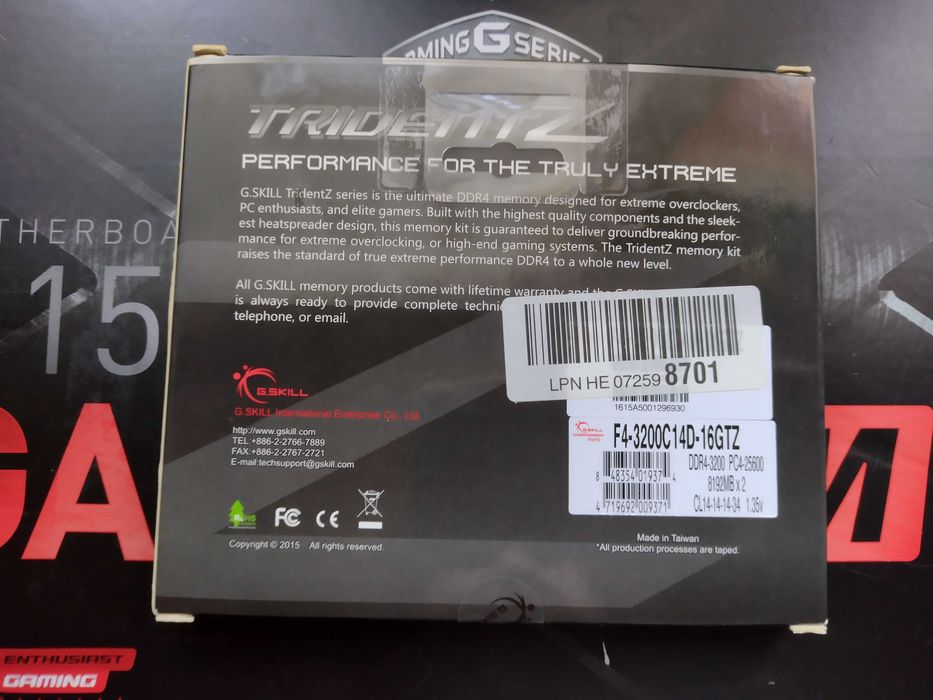 GAMING G SERIES
TRIDENTZ
PERFORMANCE FOR THE TRULY EXTREME
G.SKILL TridentZ series is the ultimate DDR4 memory designed for extreme overclockers,
PC enthusiasts, and elite gamers. Built with the highest quality components and the sleek-
est heatspreader design, this memory kit is guaranteed to deliver groundbreaking perfor-
mance for extreme overclocking, or high-end gaming systems. The TridentZ memory kit
raises the standard of true extreme performance DDR4 to a whole new level.
All G.SKILL memory products come with lifetime warranty and the G.SKILL
is always ready to provide complete techni
telephone, or email.
THERBOA
15
LPN HE 07259 8701
1615A5001296930
G.SKILL
G.SKILL International Enterprise Co., Ltd.
http://www.gskill.com
TEL:+886-2-2766-7889
FAX:+886-2-2767-2721
E-mail:techsupport@gskill.com
G.SKILL
RoHS
F4-3200C14D-16GTZ
DDR4-3200 PC4-25600
8 48354 01937 4
8192MB x 2
4 719692 009371
CL14-14-14-34 1.35v
GA
M
RoHS
FC CE
Copyright © 2015 All rights reserved.
Made in Taiwan
*All production processes are taped.
ENTHUSIAST
GAMING